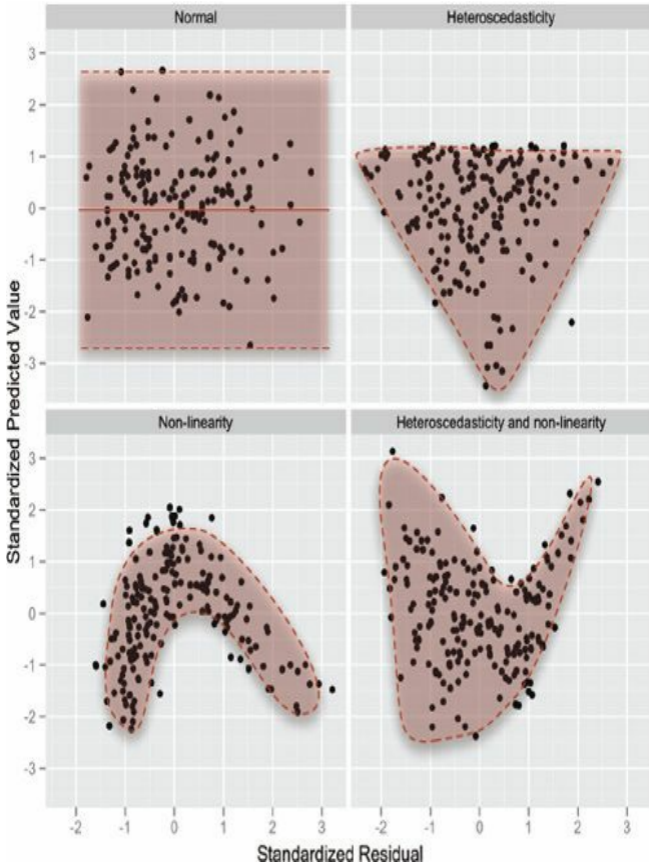 Normal
Heteroscedasticity
3
2
1
0
-1
-2
-3
Non-linearity
Heteroscedasticity and non-linearity
3
2
1
0
-1
-2
-3
-2 -1 0 1 2 3
-2 -1 0 1 2 3
Standardized Predicted Value
Standardized Residual